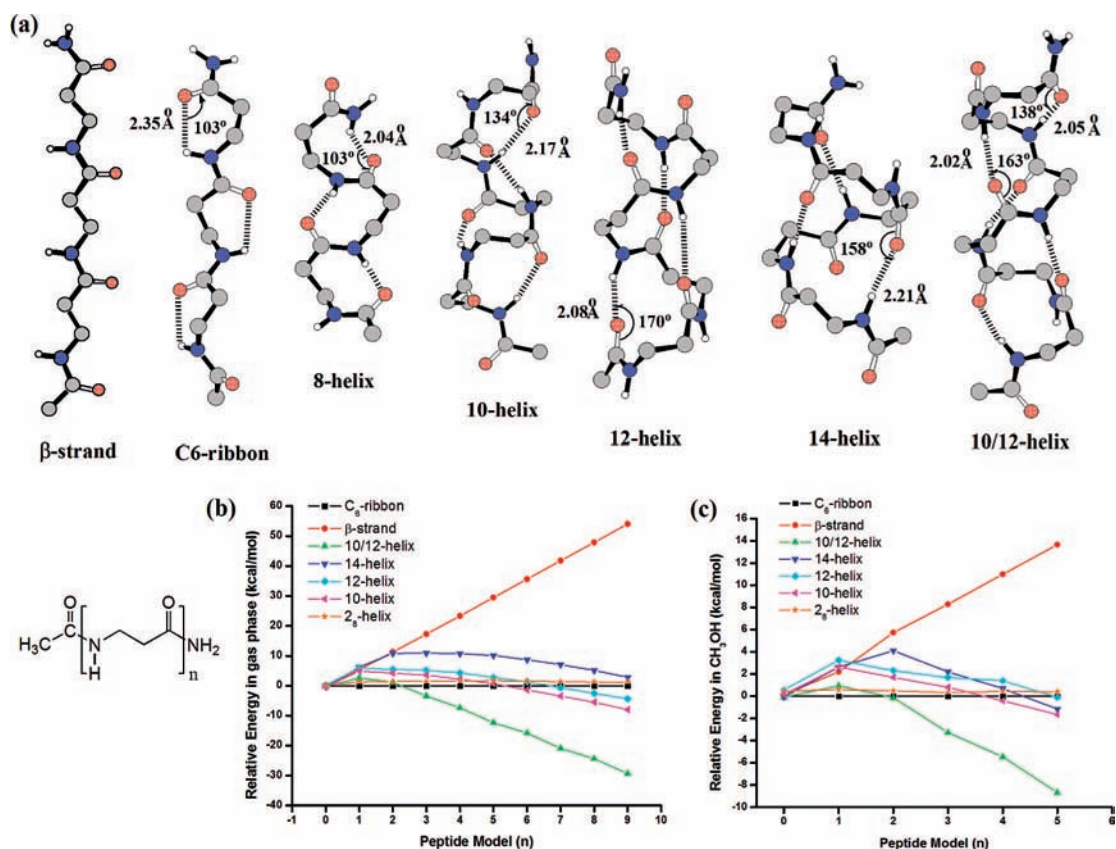 (a)
2.35Å
103°
2.04Å
103°
134°
2.17Å
2.08Å
170°
158°
2.21Å
138°
2.05Å
2.02Å
163°
β-strand
C6-ribbon
8-helix
10-helix
12-helix
14-helix
10/12-helix
H₃C
O
N
H
O
NH₂
n
(b)
Relative Energy in gas phase (kcal/mol)
60
50
40
30
20
10
0
-10
-20
-30
-40
C₆-ribbon
β-strand
10/12-helix
14-helix
12-helix
10-helix
2₈-helix
-1 0 1 2 3 4 5 6 7 8 9 10
Peptide Model (n)
(c)
Relative Energy in CH₃OH (kcal/mol)
16
14
12
10
8
6
4
2
0
-2
-4
-6
-8
-10
C₆-ribbon
β-strand
10/12-helix
14-helix
12-helix
10-helix
2₈-helix
0 1 2 3 4 5 6
Peptide Model (n)